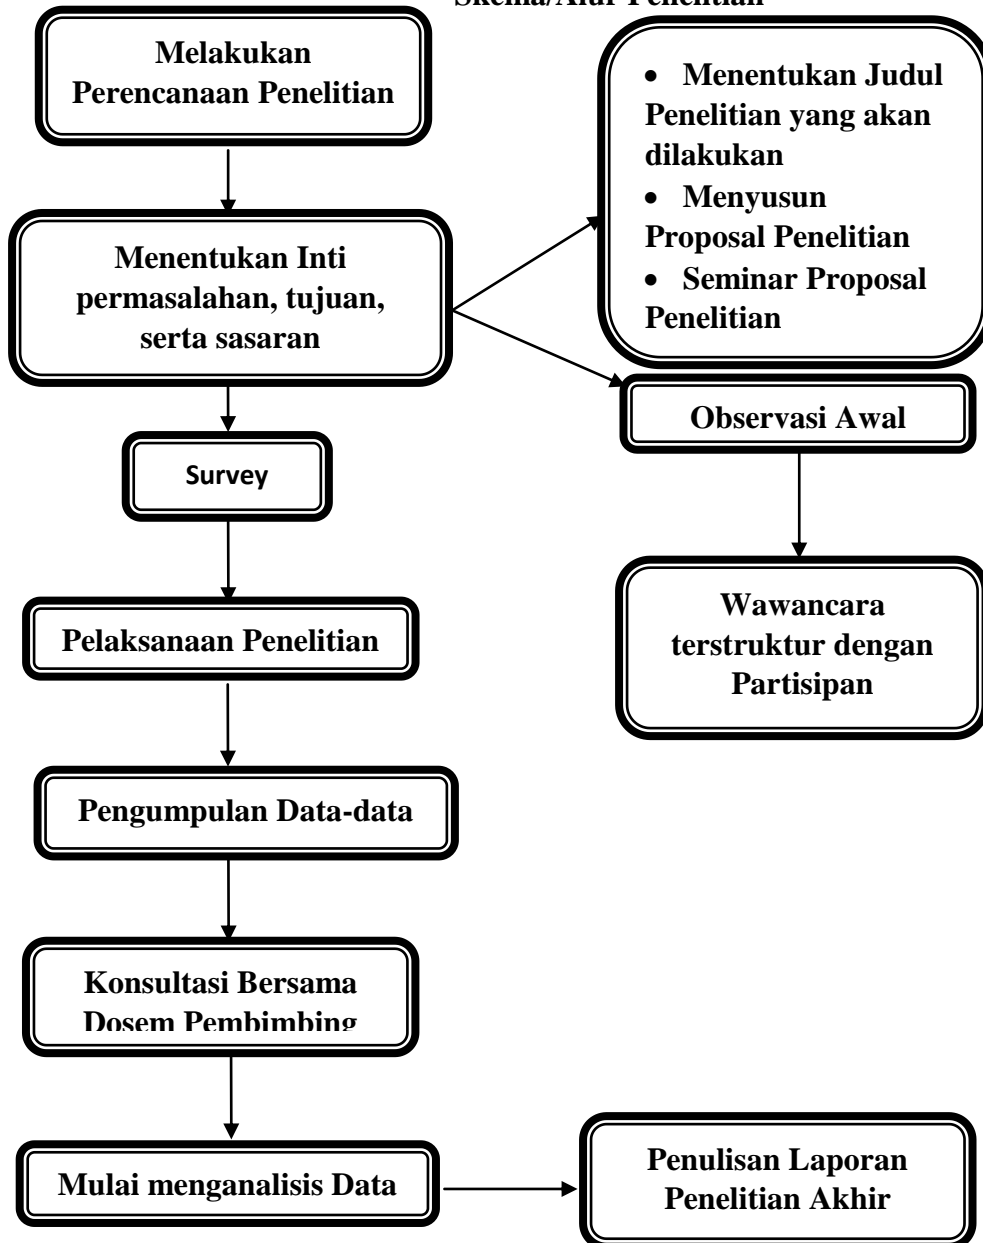 Skema/Alur Penelitian
Melakukan
Perencanaan Penelitian
• Menentukan Judul
Penelitian yang akan
dilakukan
• Menyusun
Proposal Penelitian
• Seminar Proposal
Penelitian
Menentukan Inti
permasalahan, tujuan,
serta sasaran
Observasi Awal
Survey
Wawancara
terstruktur dengan
Partisipan
Pelaksanaan Penelitian
Pengumpulan Data-data
Konsultasi Bersama
Dosem Pembimbing
Mulai menganalisis Data
Penulisan Laporan
Penelitian Akhir